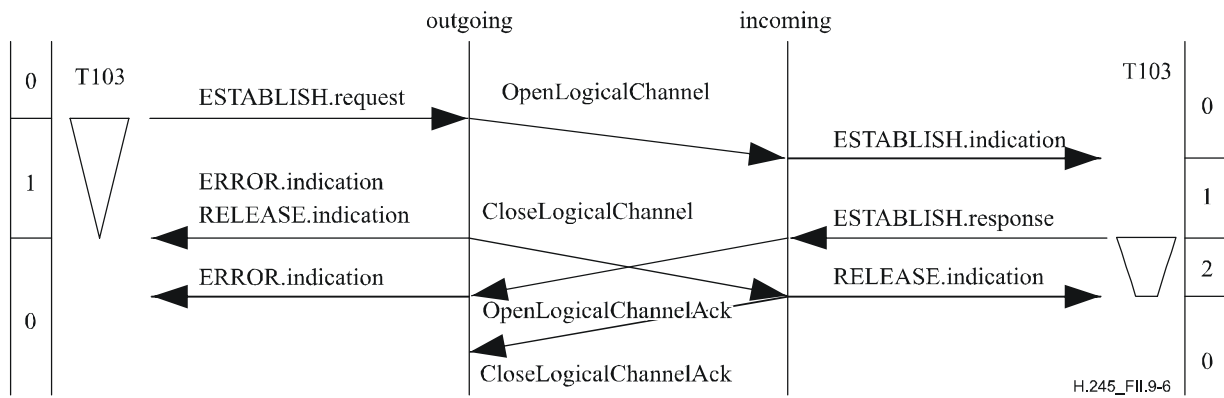 outgoing incoming
0 T103 T103 0
ESTABLISH.request OpenLogicalChannel
ESTABLISH.indication
1 ERROR.indication 1
RELEASE.indication CloseLogicalChannel ESTABLISH.response
ERROR.indication RELEASE.indication 2
0 OpenLogicalChannelAck 0
CloseLogicalChannelAck
H.245_FII.9-6